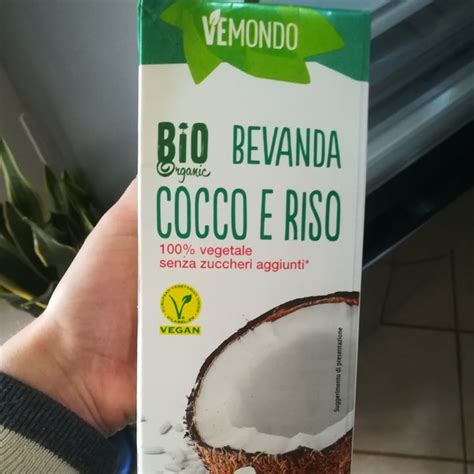 VEMONDO
BiO
Organic
BEVANDA
COCCO E RISO
100% vegetale
senza zuccheri aggiunti*
VEGAN
Suggerimento di presentazione